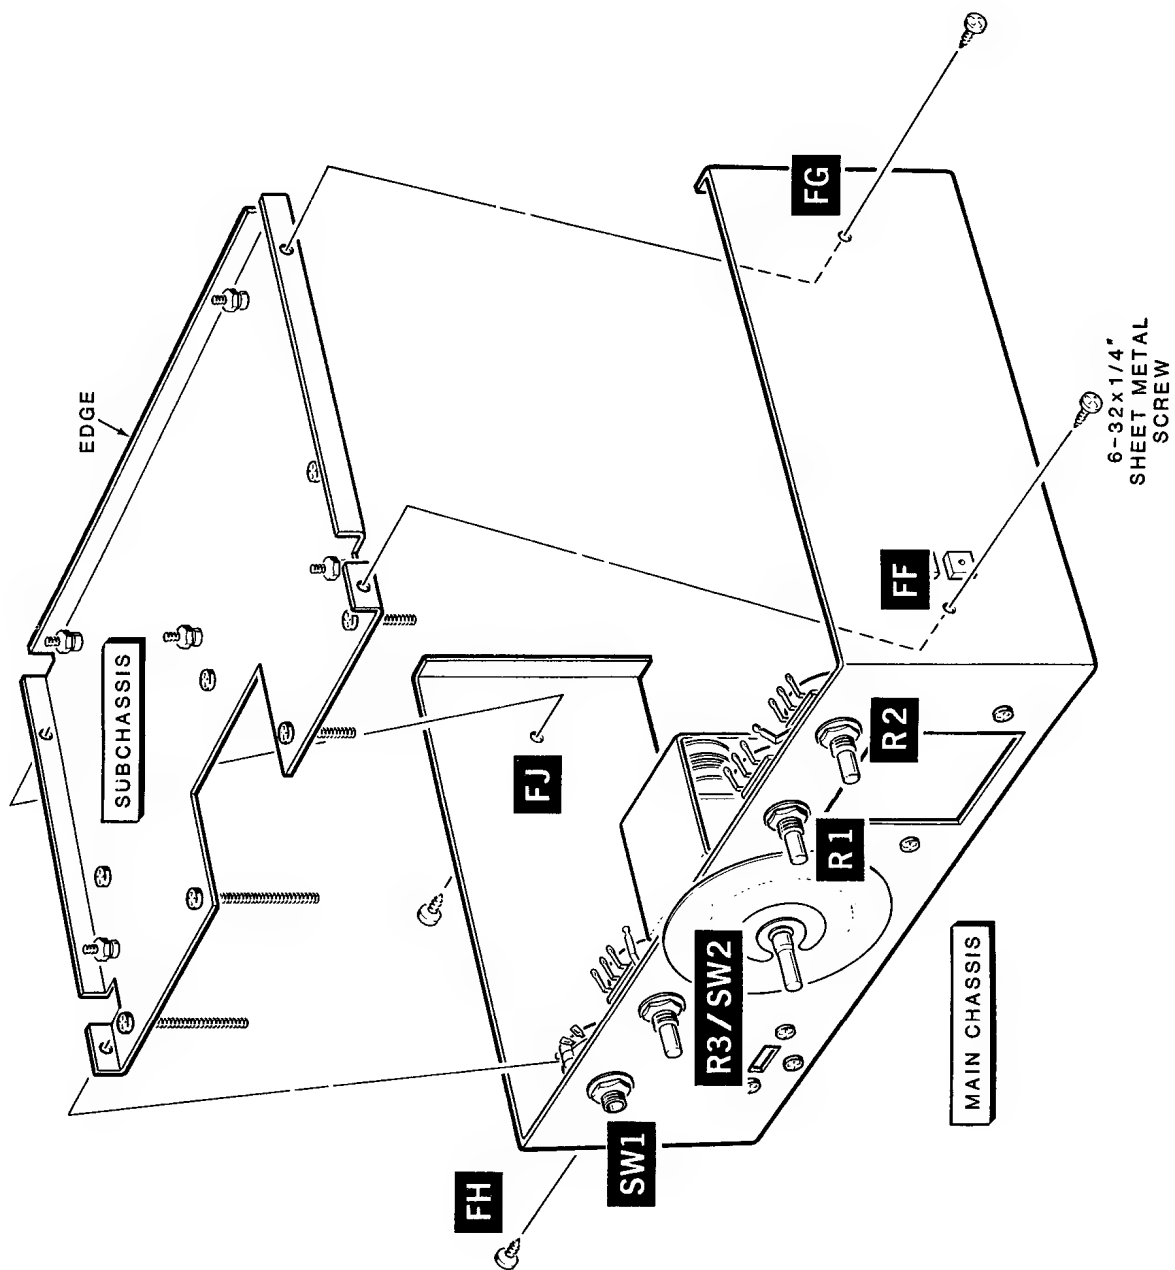 EDGE
SUBCHASSIS
FG
6-32x1/4"
SHEET METAL
SCREW
FF
FJ
R2
R1
R3/SW2
SW1
FH
MAIN CHASSIS